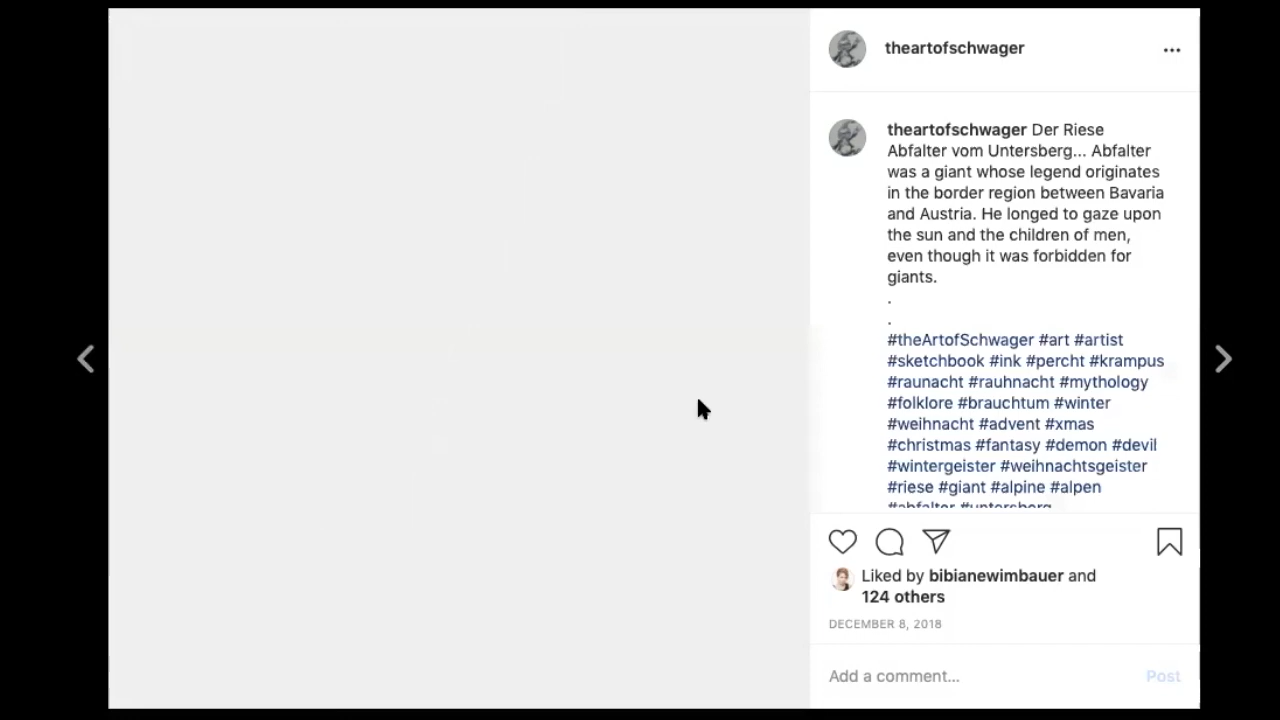 theartofschwager
theartofschwager Der Riese
Abfalter vom Untersberg... Abfalter
was a giant whose legend originates
in the border region between Bavaria
and Austria. He longed to gaze upon
the sun and the children of men,
even though it was forbidden for
giants.
.
.
#theArtofSchwager #art #artist
#sketchbook #ink #percht #krampus
#raunacht #rauhnacht #mythology
#folklore #brauchtum #winter
#weihnacht #advent #xmas
#christmas #fantasy #demon #devil
#wintergeister #weihnachtsgeister
#riese #giant #alpine #alpen
#abfalter #untersberg
Liked by bibianewimbauer and
124 others
DECEMBER 8, 2018
Add a comment...
Post